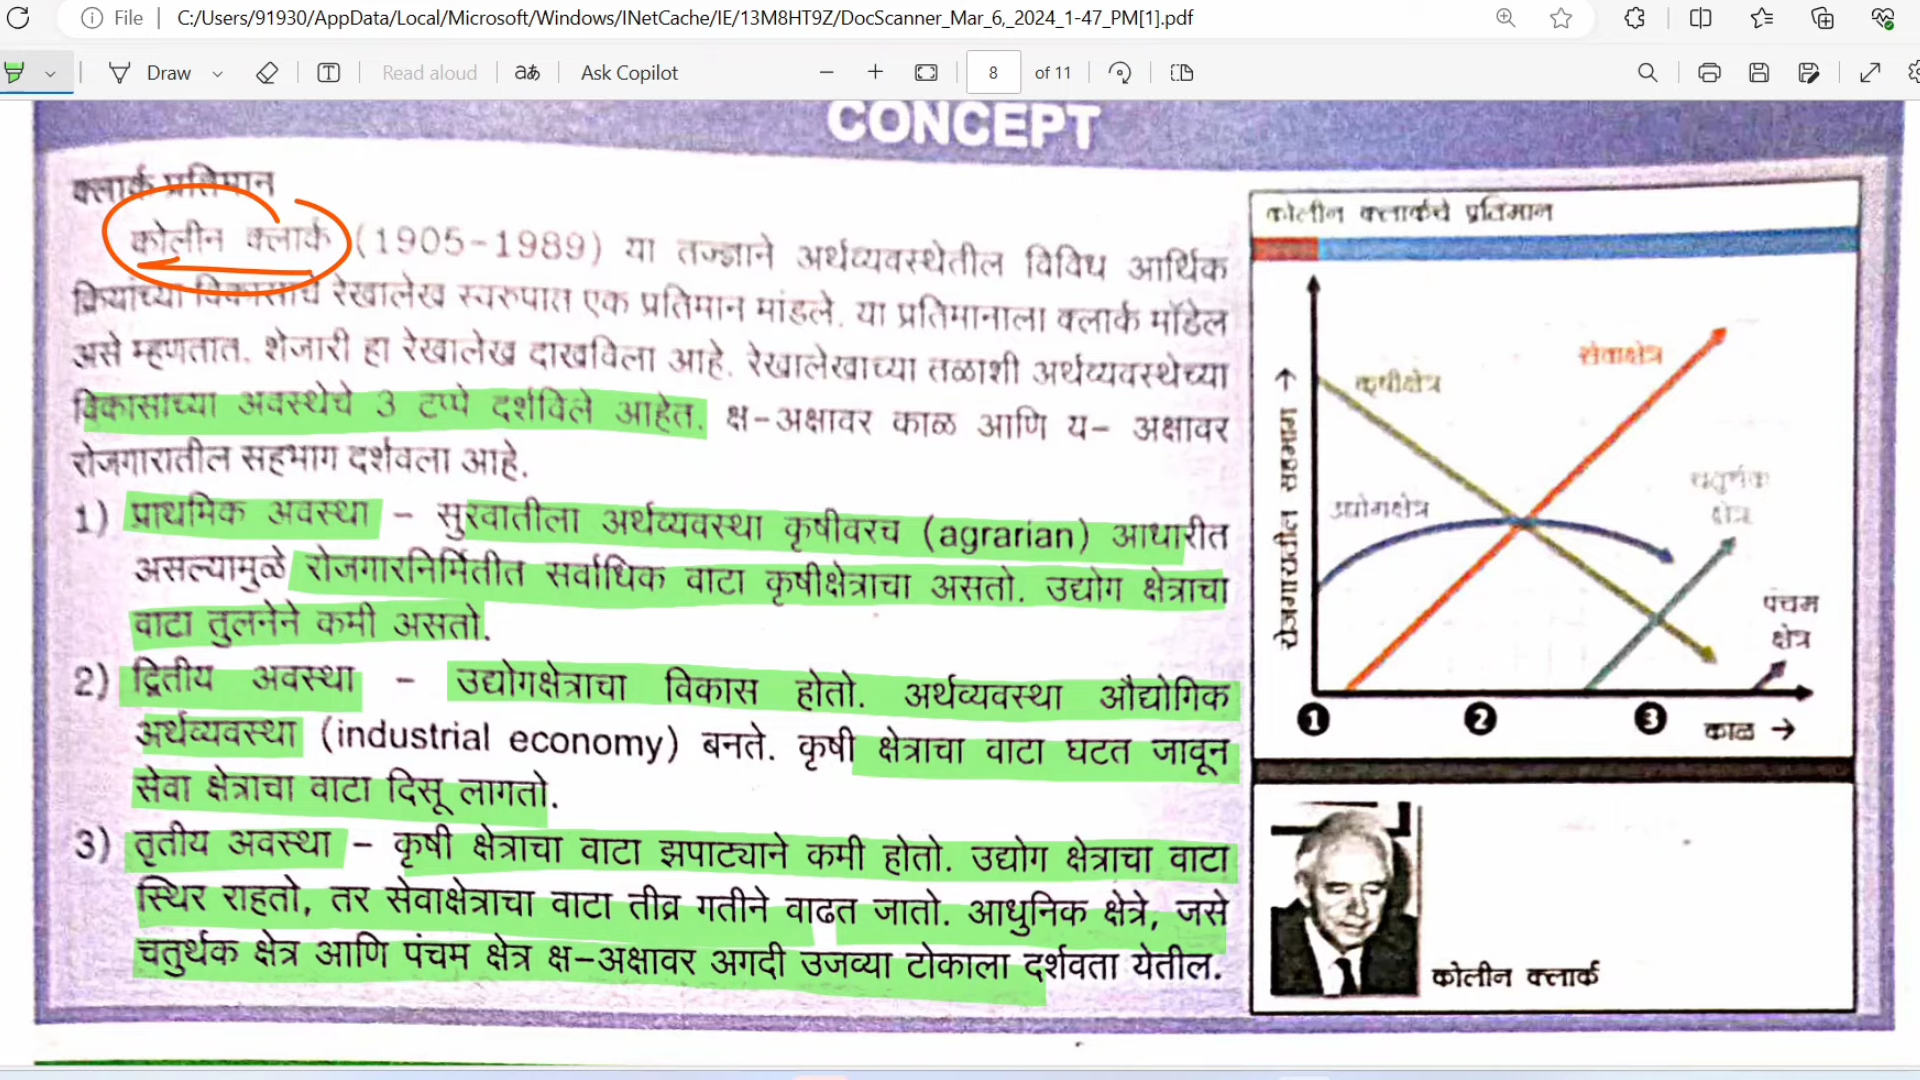 File
C:/Users/91930/AppData/Local/Microsoft/Windows/INetCache/IE/13M8HT9Z/DocScanner_Mar_6,_2024_1-47_PM[1].pdf
Draw
Read aloud
aあ
Ask Copilot
8
of 11
CONCEPT
क्लार्क प्रतिमान
कोलीन क्लार्क (1905-1989) या तज्ज्ञाने अर्थव्यवस्थेतील विविध आर्थिक
क्रियांच्या विकासाचे रेखालेख स्वरुपात एक प्रतिमान मांडले. या प्रतिमानाला क्लार्क मॉडेल
असे म्हणतात. शेजारी हा रेखालेख दाखविला आहे. रेखालेखाच्या तळाशी अर्थव्यवस्थेच्या
विकासाच्या अवस्थेचे 3 टप्पे दर्शविले आहेत. क्ष-अक्षावर काळ आणि य- अक्षावर
रोजगारातील सहभाग दर्शवला आहे.
1) प्राथमिक अवस्था - सुरवातीला अर्थव्यवस्था कृषीवरच (agrarian) आधारीत
असल्यामुळे रोजगारनिर्मितीत सर्वाधिक वाटा कृषीक्षेत्राचा असतो. उद्योग क्षेत्राचा
वाटा तुलनेने कमी असतो.
2) द्वितीय अवस्था - उद्योगक्षेत्राचा विकास होतो. अर्थव्यवस्था औद्योगिक
अर्थव्यवस्था (industrial economy) बनते. कृषी क्षेत्राचा वाटा घटत जावून
सेवा क्षेत्राचा वाटा दिसू लागतो.
3) तृतीय अवस्था - कृषी क्षेत्राचा वाटा झपाट्याने कमी होतो. उद्योग क्षेत्राचा वाटा
स्थिर राहतो, तर सेवाक्षेत्राचा वाटा तीव्र गतीने वाढत जातो. आधुनिक क्षेत्रे, जसे
चतुर्थक क्षेत्र आणि पंचम क्षेत्र क्ष-अक्षावर अगदी उजव्या टोकाला दर्शवता येतील.
कोलीन क्लार्कचे प्रतिमान
सेवाक्षेत्र
कृषीक्षेत्र
रोजगारातील सहभाग →
चतुर्थक
क्षेत्र
उद्योगक्षेत्र
पंचम
क्षेत्र
1 2 3 काळ →
कोलीन क्लार्क